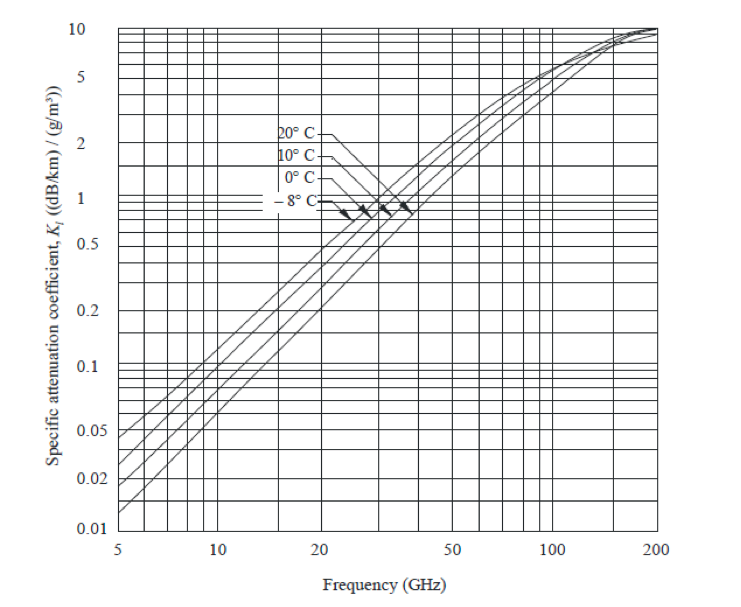 10
5
2
1
0.5
0.2
0.1
0.05
0.02
0.01
Specific attenuation coefficient, K_l ((dB/km) / (g/m³))
20° C
10° C
0° C
– 8° C
5 10 20 50 100 200
Frequency (GHz)